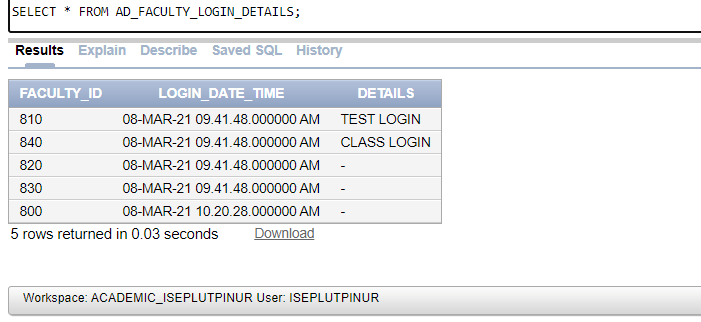 SELECT * FROM AD_FACULTY_LOGIN_DETAILS;
Results Explain Describe Saved SQL History
FACULTY_ID LOGIN_DATE_TIME DETAILS
810 08-MAR-21 09.41.48.000000 AM TEST LOGIN
840 08-MAR-21 09.41.48.000000 AM CLASS LOGIN
820 08-MAR-21 09.41.48.000000 AM -
830 08-MAR-21 09.41.48.000000 AM -
800 08-MAR-21 10.20.28.000000 AM -
5 rows returned in 0.03 seconds Download
Workspace: ACADEMIC_ISEPLUTPINUR User: ISEPLUTPINUR